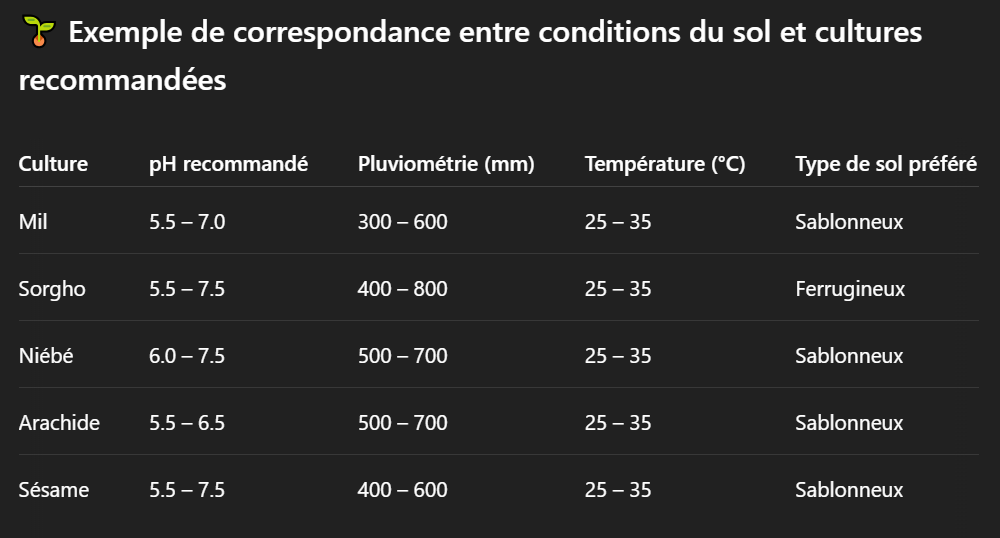 🌱 Exemple de correspondance entre conditions du sol et cultures
recommandées
Culture pH recommandé Pluviométrie (mm) Température (°C) Type de sol préféré
Mil 5.5 – 7.0 300 – 600 25 – 35 Sablonneux
Sorgho 5.5 – 7.5 400 – 800 25 – 35 Ferrugineux
Niébé 6.0 – 7.5 500 – 700 25 – 35 Sablonneux
Arachide 5.5 – 6.5 500 – 700 25 – 35 Sablonneux
Sésame 5.5 – 7.5 400 – 600 25 – 35 Sablonneux